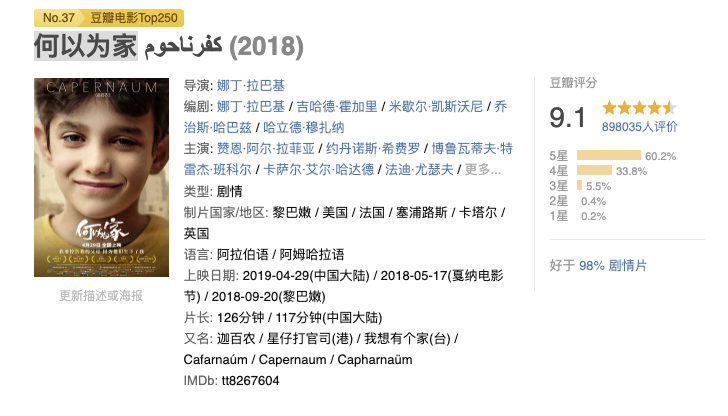 No.37 豆瓣电影Top250
何以为家 كفرناحوم (2018)
CAPERNAUM
何以为家
4月29日 全国上映
导演: 娜丁·拉巴基
编剧: 娜丁·拉巴基 / 吉哈德·霍加里 / 米歇尔·凯斯沃尼 / 乔
治斯·哈巴兹 / 哈立德·穆扎纳
主演: 赞恩·阿尔·拉菲亚 / 约丹诺斯·希费罗 / 博鲁瓦蒂夫·特
雷杰·班科尔 / 卡萨尔·艾尔·哈达德 / 法迪·尤瑟夫 / 更多...
类型: 剧情
制片国家/地区: 黎巴嫩 / 美国 / 法国 / 塞浦路斯 / 卡塔尔 /
英国
语言: 阿拉伯语 / 阿姆哈拉语
上映日期: 2019-04-29(中国大陆) / 2018-05-17(戛纳电影
节) / 2018-09-20(黎巴嫩)
片长: 126分钟 / 117分钟(中国大陆)
又名: 迦百农 / 星仔打官司(港) / 我想有个家(台) /
Cafarnaúm / Capernaum / Capharnaüm
IMDb: tt8267604
更新描述或海报
豆瓣评分
9.1
898035人评价
5星 60.2%
4星 33.8%
3星 5.5%
2星 0.4%
1星 0.2%
好于 98% 剧情片